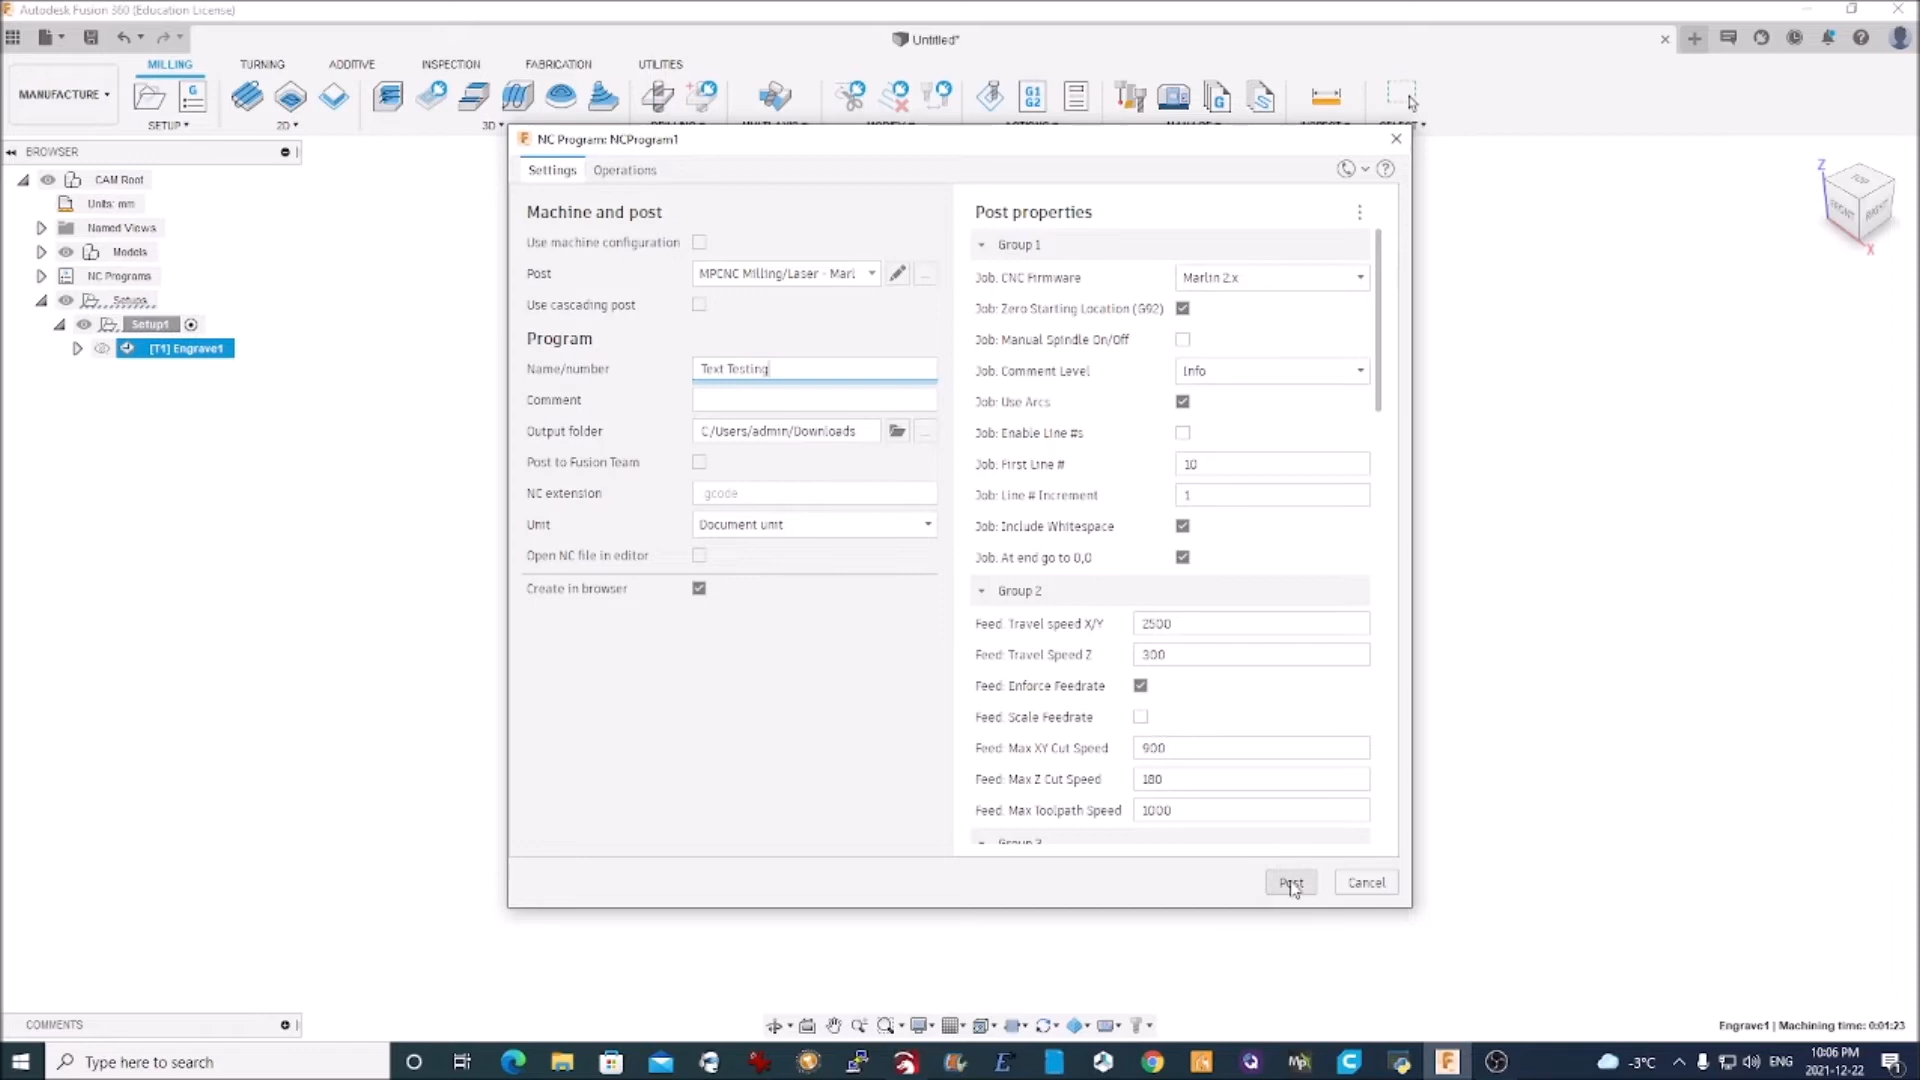 Autodesk Fusion 360 (Education License)
Untitled*
MILLING TURNING ADDITIVE INSPECTION FABRICATION UTILITIES
MANUFACTURE
G
G1
G2
G
SETUP 2D 3D
NC Program: NCProgram1
BROWSER
Settings Operations
CAM Root
Units: mm
Named Views
Models
NC Programs
Setups
Setup1
[T1] Engrave1
Machine and post
Use machine configuration
Post MPCNC Milling/Laser - Marl
Use cascading post
Program
Name/number Text Testing
Comment
Output folder C:/Users/admin/Downloads
Post to Fusion Team
NC extension gcode
Unit Document unit
Open NC file in editor
Create in browser
Post properties
Group 1
Job: CNC Firmware Marlin 2.x
Job: Zero Starting Location (G92)
Job: Manual Spindle On/Off
Job: Comment Level Info
Job: Use Arcs
Job: Enable Line #s
Job: First Line # 10
Job: Line # Increment 1
Job: Include Whitespace
Job: At end go to 0,0
Group 2
Feed: Travel speed X/Y 2500
Feed: Travel Speed Z 300
Feed: Enforce Feedrate
Feed: Scale Feedrate
Feed: Max XY Cut Speed 900
Feed: Max Z Cut Speed 180
Feed: Max Toolpath Speed 1000
Post Cancel
Z
TOP
FRONT RIGHT
X
COMMENTS
Engrave1 | Machining time: 0:01:23
Type here to search
-3°C ENG
10:06 PM
2021-12-22